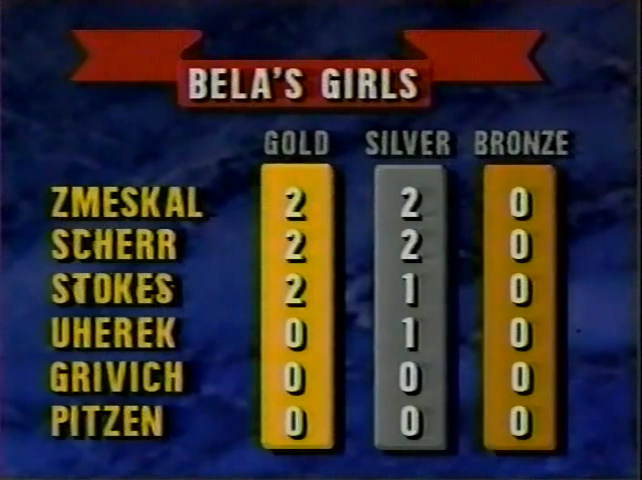 BELA'S GIRLS
GOLD SILVER BRONZE
ZMESKAL 2 2 0
SCHERR 2 2 0
STOKES 2 1 0
UHEREK 0 1 0
GRIVICH 0 0 0
PITZEN 0 0 0